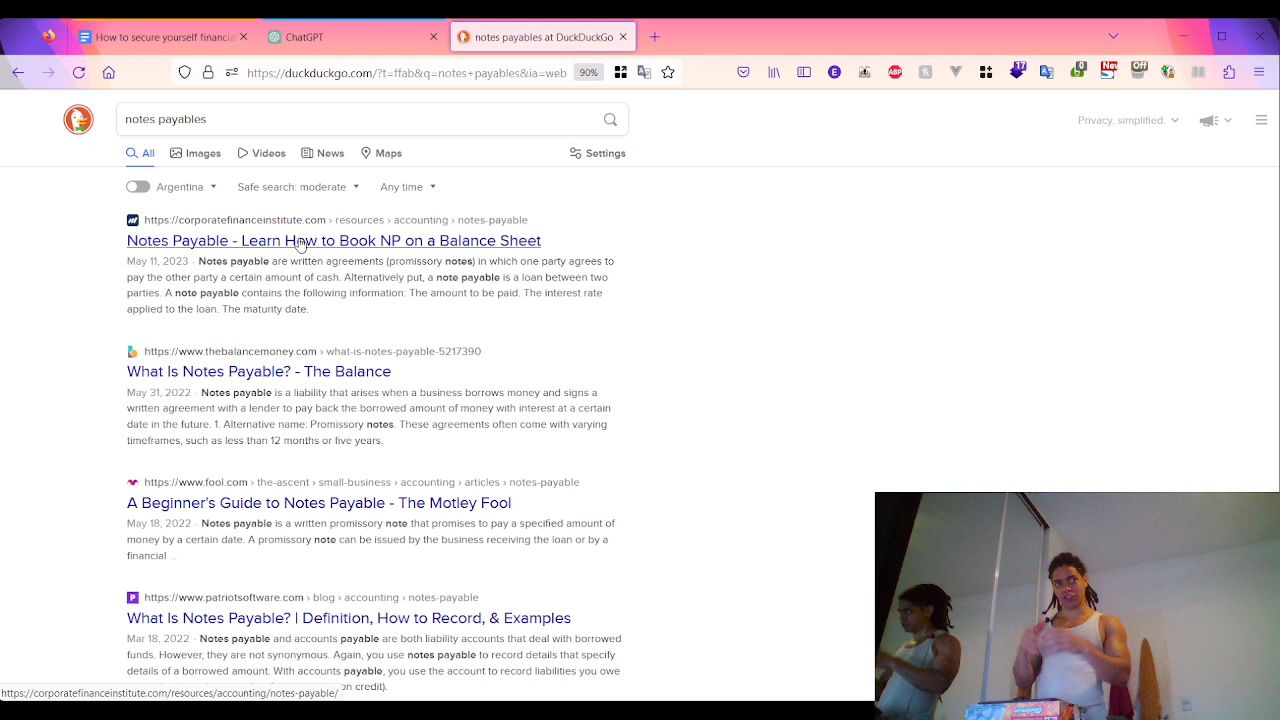 How to secure yourself financia
ChatGPT
notes payables at DuckDuckGo
https://duckduckgo.com/?t=ffab&q=notes+payables&ia=web
90%
ABP
17
0
New
Off
notes payables
Privacy, simplified.
All
Images
Videos
News
Maps
Settings
Argentina
Safe search: moderate
Any time
https://corporatefinanceinstitute.com › resources › accounting › notes-payable
Notes Payable - Learn How to Book NP on a Balance Sheet
May 11, 2023 · Notes payable are written agreements (promissory notes) in which one party agrees to
pay the other party a certain amount of cash. Alternatively put, a note payable is a loan between two
parties. A note payable contains the following information: The amount to be paid. The interest rate
applied to the loan. The maturity date.
https://www.thebalancemoney.com › what-is-notes-payable-5217390
What Is Notes Payable? - The Balance
May 31, 2022 · Notes payable is a liability that arises when a business borrows money and signs a
written agreement with a lender to pay back the borrowed amount of money with interest at a certain
date in the future. 1. Alternative name: Promissory notes. These agreements often come with varying
timeframes, such as less than 12 months or five years.
https://www.fool.com › the-ascent › small-business › accounting › articles › notes-payable
A Beginner's Guide to Notes Payable - The Motley Fool
May 18, 2022 · Notes payable is a written promissory note that promises to pay a specified amount of
money by a certain date. A promissory note can be issued by the business receiving the loan or by a
financial ...
https://www.patriotsoftware.com › blog › accounting › notes-payable
What Is Notes Payable? | Definition, How to Record, & Examples
Mar 18, 2022 · Notes payable and accounts payable are both liability accounts that deal with borrowed
funds. However, they are not synonymous. Again, you use notes payable to record details that specify
details of a borrowed amount. With accounts payable, you use the account to record liabilities you owe
on credit).
https://corporatefinanceinstitute.com/resources/accounting/notes-payable/